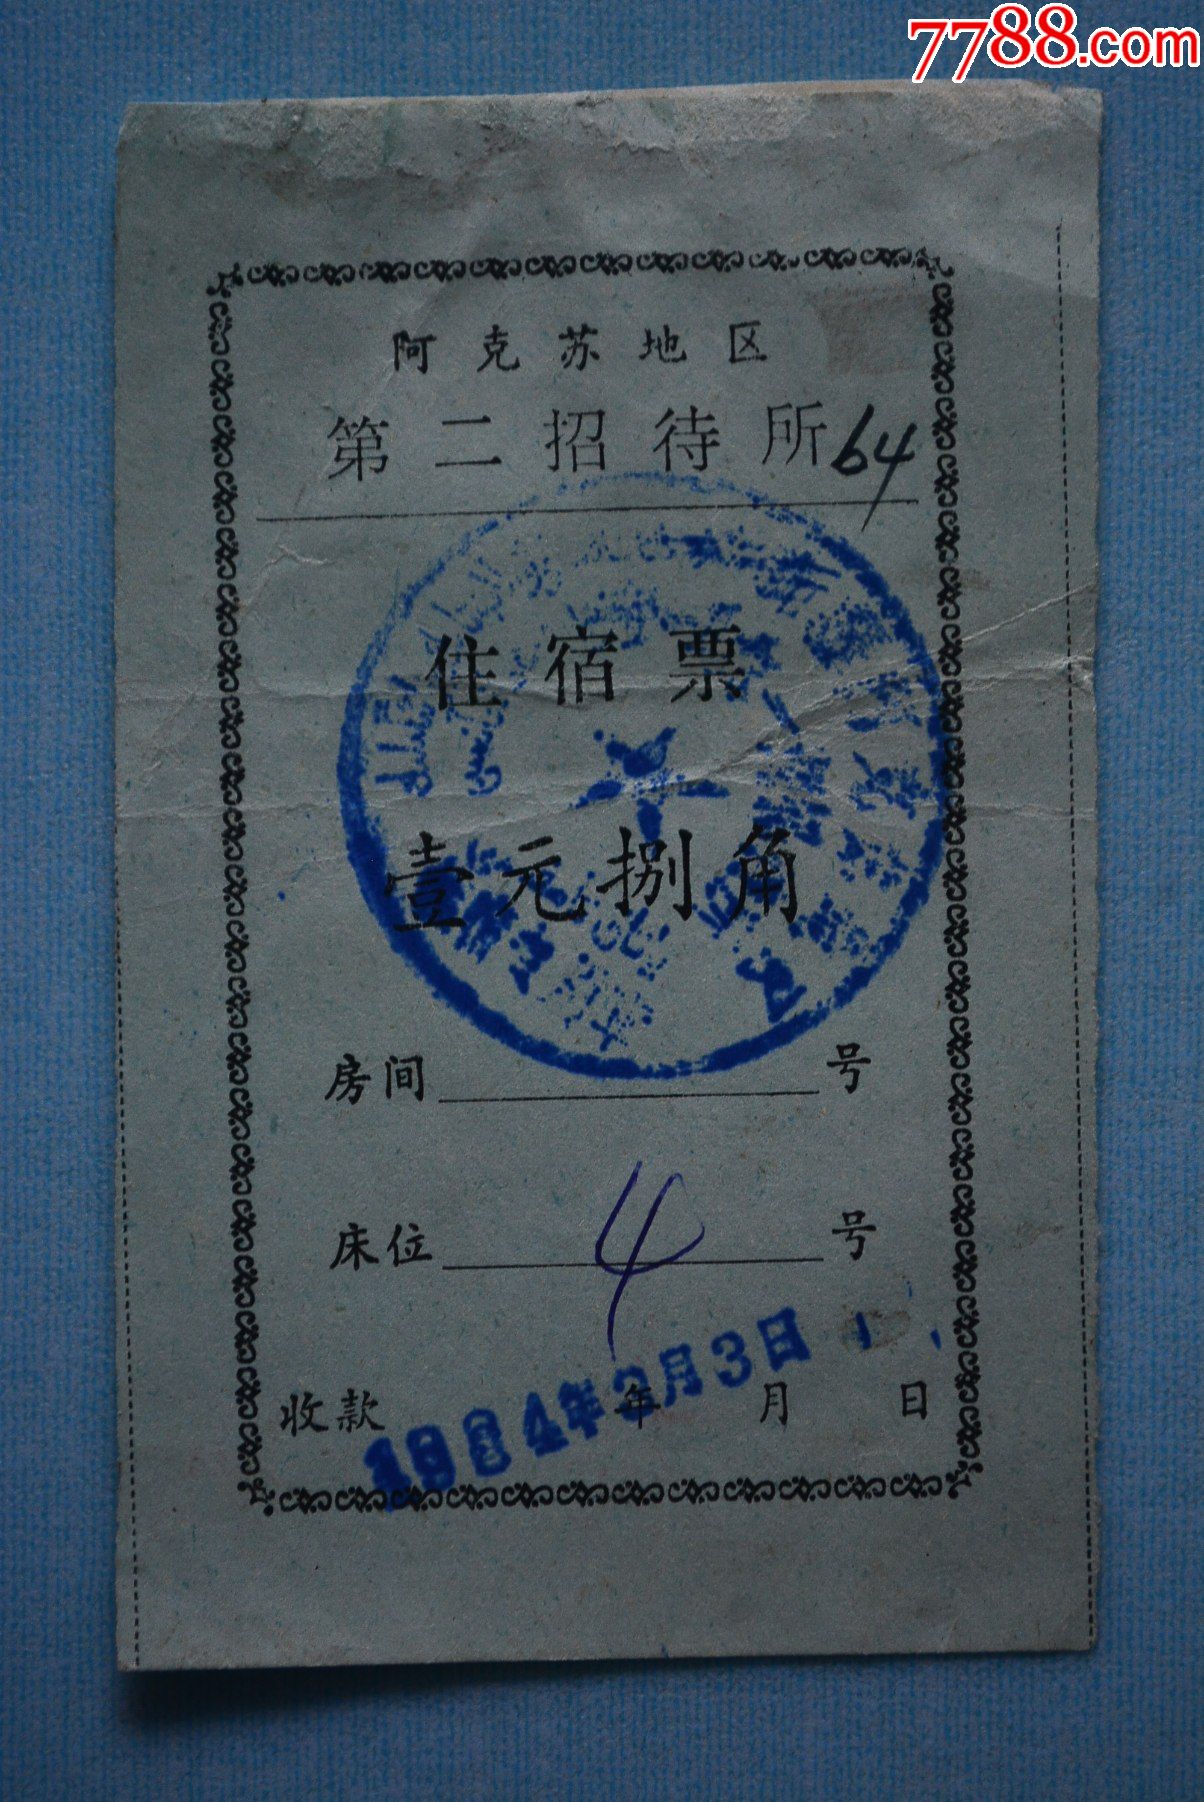 7788.com
阿克苏地区
第二招待所 64
住宿票
壹元捌角
房间 号
床位 4 号
收款 年 月 日
1984年3月3日